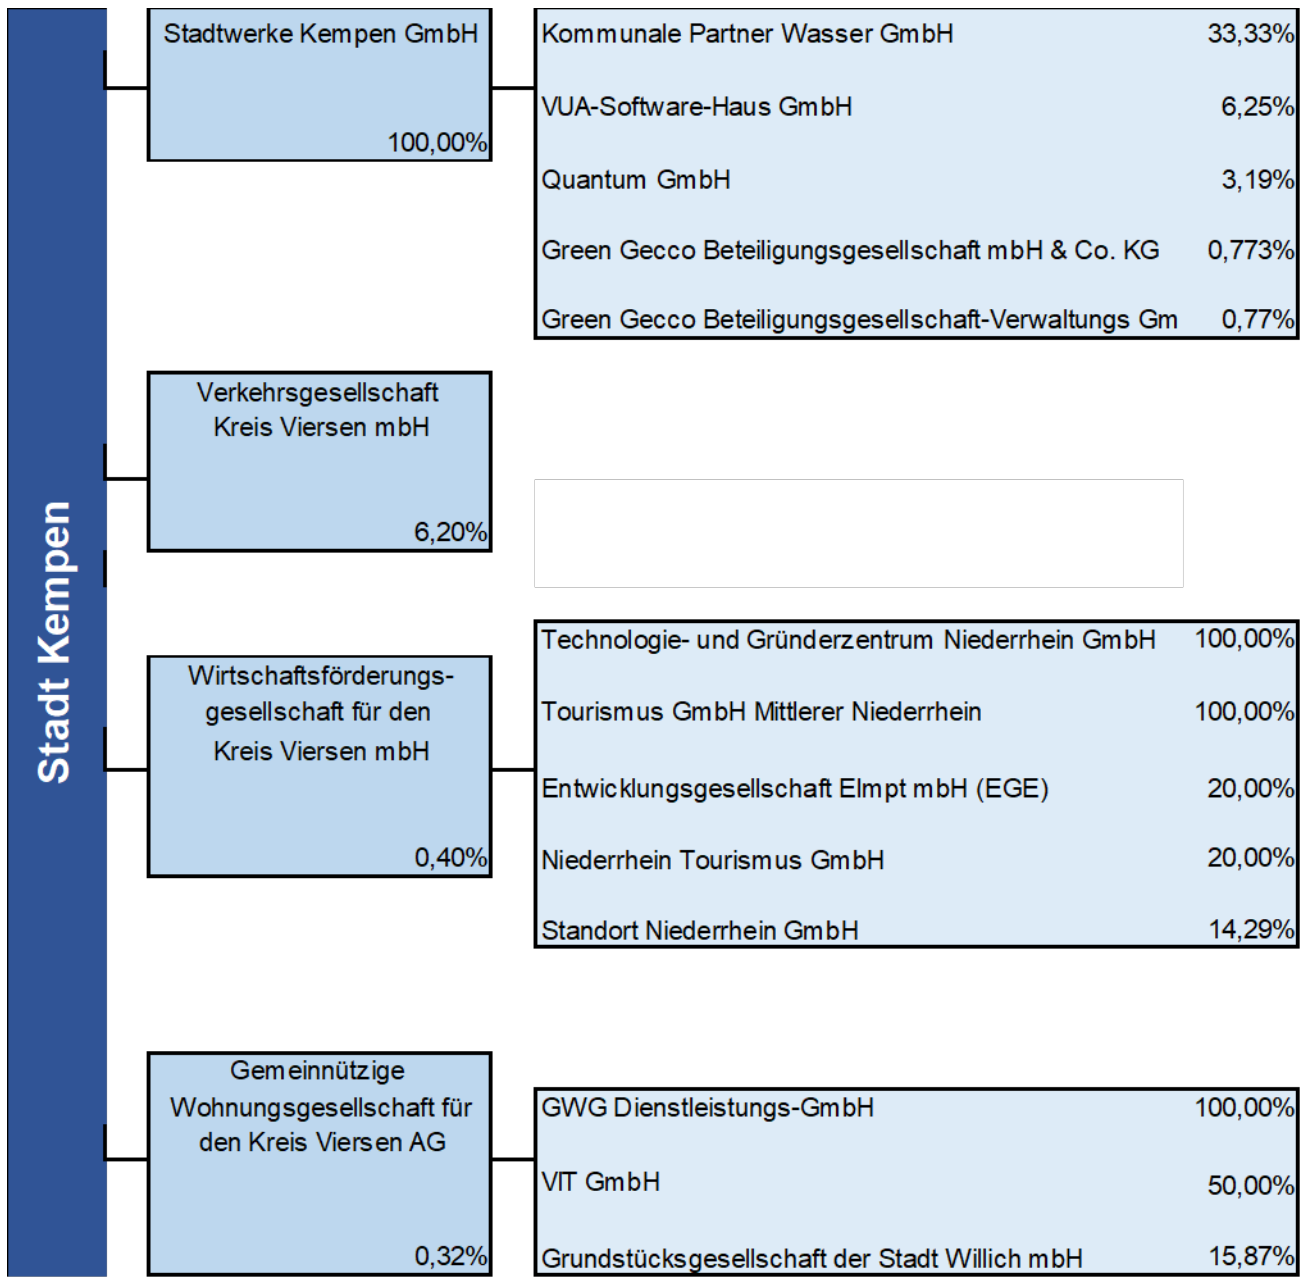 Stadt Kempen
Stadtwerke Kempen GmbH
100,00%
Kommunale Partner Wasser GmbH 33,33%
VUA-Software-Haus GmbH 6,25%
Quantum GmbH 3,19%
Green Gecco Beteiligungsgesellschaft mbH & Co. KG 0,773%
Green Gecco Beteiligungsgesellschaft-Verwaltungs Gm 0,77%
Verkehrsgesellschaft
Kreis Viersen mbH
6,20%
Wirtschaftsförderungs-
gesellschaft für den
Kreis Viersen mbH
0,40%
Technologie- und Gründerzentrum Niederrhein GmbH 100,00%
Tourismus GmbH Mittlerer Niederrhein 100,00%
Entwicklungsgesellschaft Elmpt mbH (EGE) 20,00%
Niederrhein Tourismus GmbH 20,00%
Standort Niederrhein GmbH 14,29%
Gemeinnützige
Wohnungsgesellschaft für
den Kreis Viersen AG
0,32%
GWG Dienstleistungs-GmbH 100,00%
VIT GmbH 50,00%
Grundstücksgesellschaft der Stadt Willich mbH 15,87%